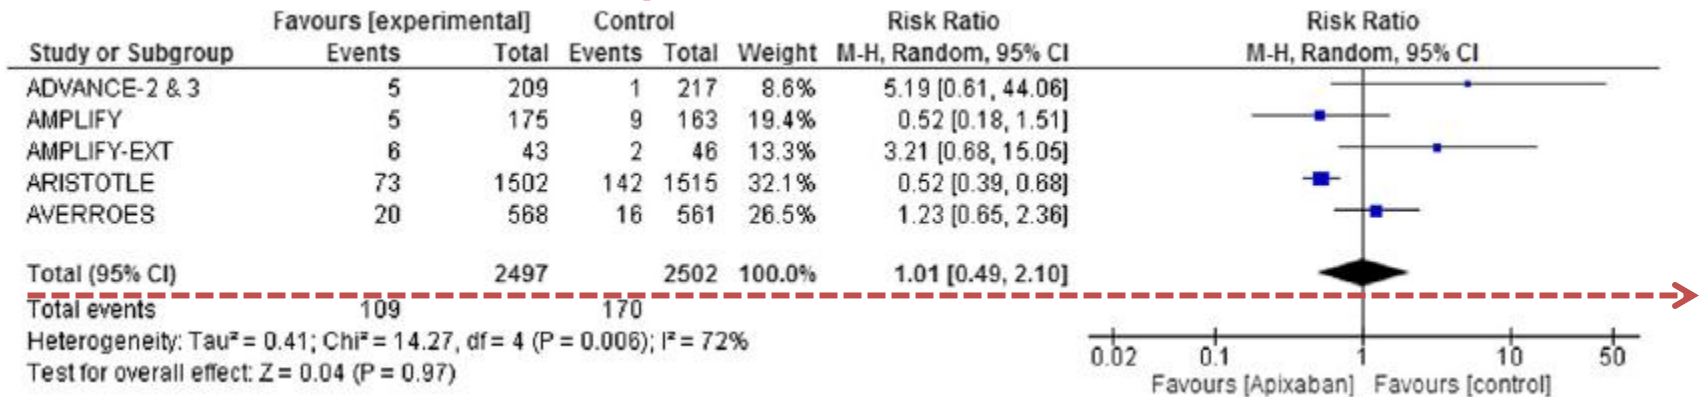 Favours [experimental] Control Risk Ratio Risk Ratio
Study or Subgroup Events Total Events Total Weight M-H, Random, 95% CI M-H, Random, 95% CI
ADVANCE-2 & 3 5 209 1 217 8.6% 5.19 [0.61, 44.06]
AMPLIFY 5 175 9 163 19.4% 0.52 [0.18, 1.51]
AMPLIFY-EXT 6 43 2 46 13.3% 3.21 [0.68, 15.05]
ARISTOTLE 73 1502 142 1515 32.1% 0.52 [0.39, 0.68]
AVERROES 20 568 16 561 26.5% 1.23 [0.65, 2.36]
Total (95% CI) 2497 2502 100.0% 1.01 [0.49, 2.10]
Total events 109 170
Heterogeneity: Tau² = 0.41; Chi² = 14.27, df = 4 (P = 0.006); I² = 72%
Test for overall effect: Z = 0.04 (P = 0.97)
0.02 0.1 1 10 50
Favours [Apixaban] Favours [control]